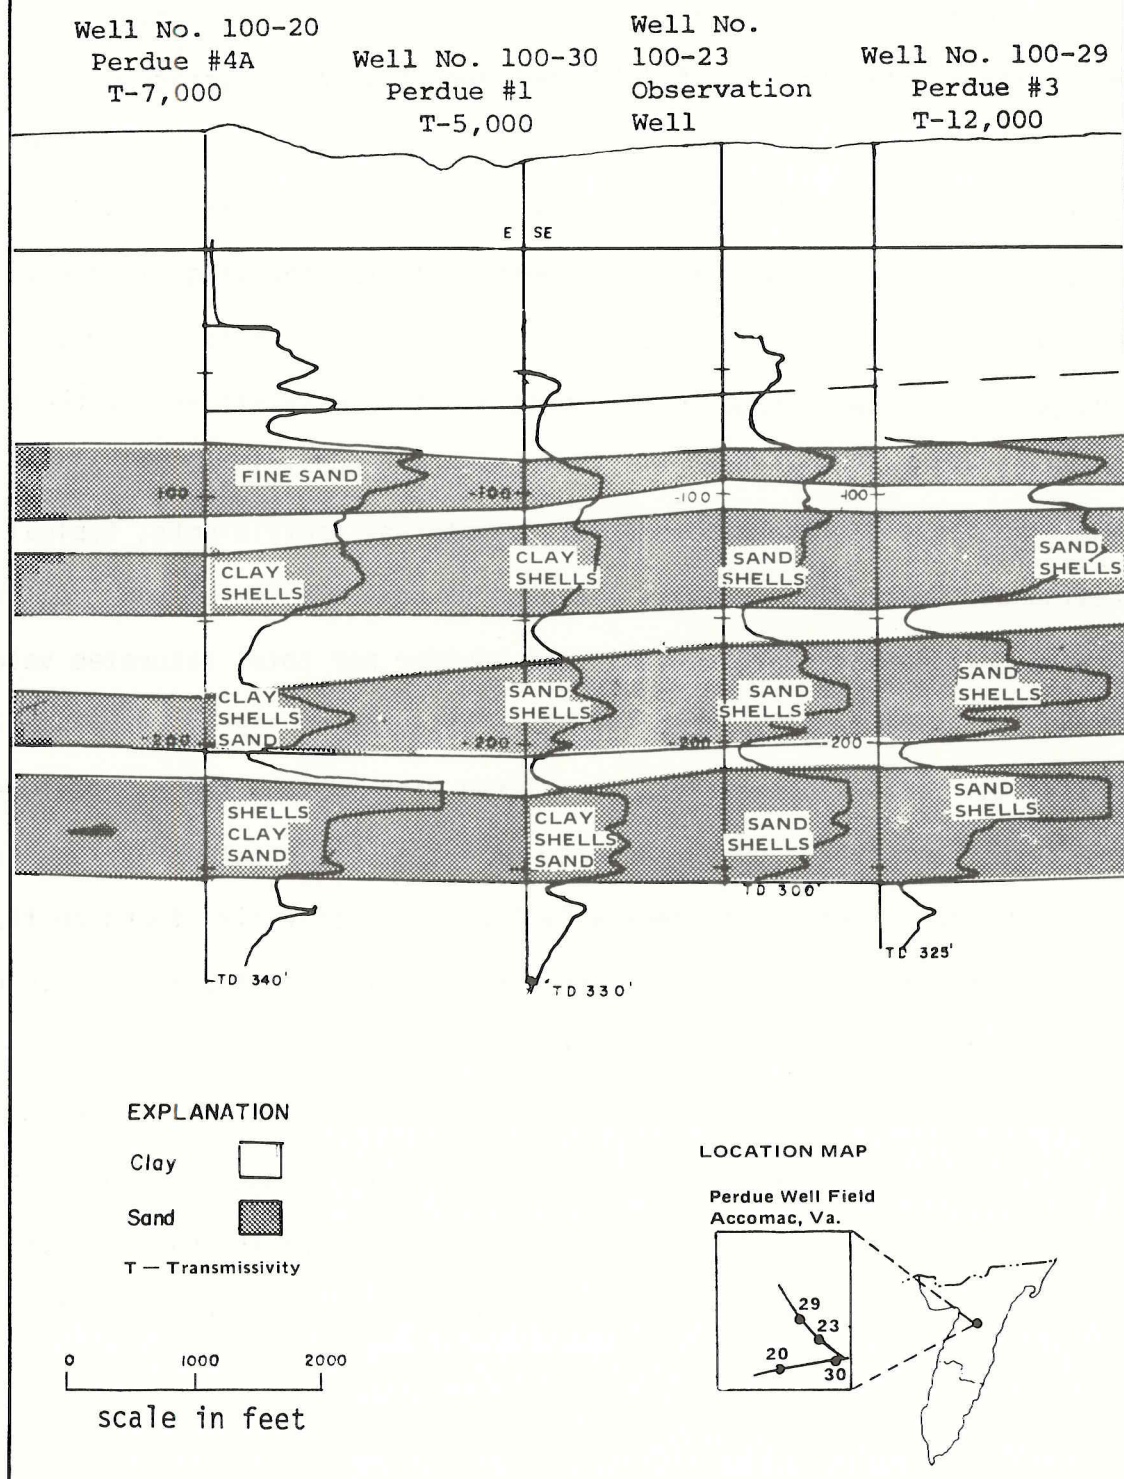 Well No. 100-20
Perdue #4A
T-7,000
Well No. 100-30
Perdue #1
T-5,000
Well No.
100-23
Observation
Well
Well No. 100-29
Perdue #3
T-12,000
E SE
FINE SAND
100
-100
-100
-100
CLAY
SHELLS
CLAY
SHELLS
SAND
SHELLS
SAND
SHELLS
CLAY
SHELLS
SAND
SAND
SHELLS
SAND
SHELLS
SAND
SHELLS
-200
-200
200
-200
SHELLS
CLAY
SAND
CLAY
SHELLS
SAND
SAND
SHELLS
SAND
SHELLS
TD 340'
TD 330'
TD 300'
TD 325'
EXPLANATION
Clay
Sand
T — Transmissivity
0 1000 2000
scale in feet
LOCATION MAP
Perdue Well Field
Accomac, Va.
29
23
20
30